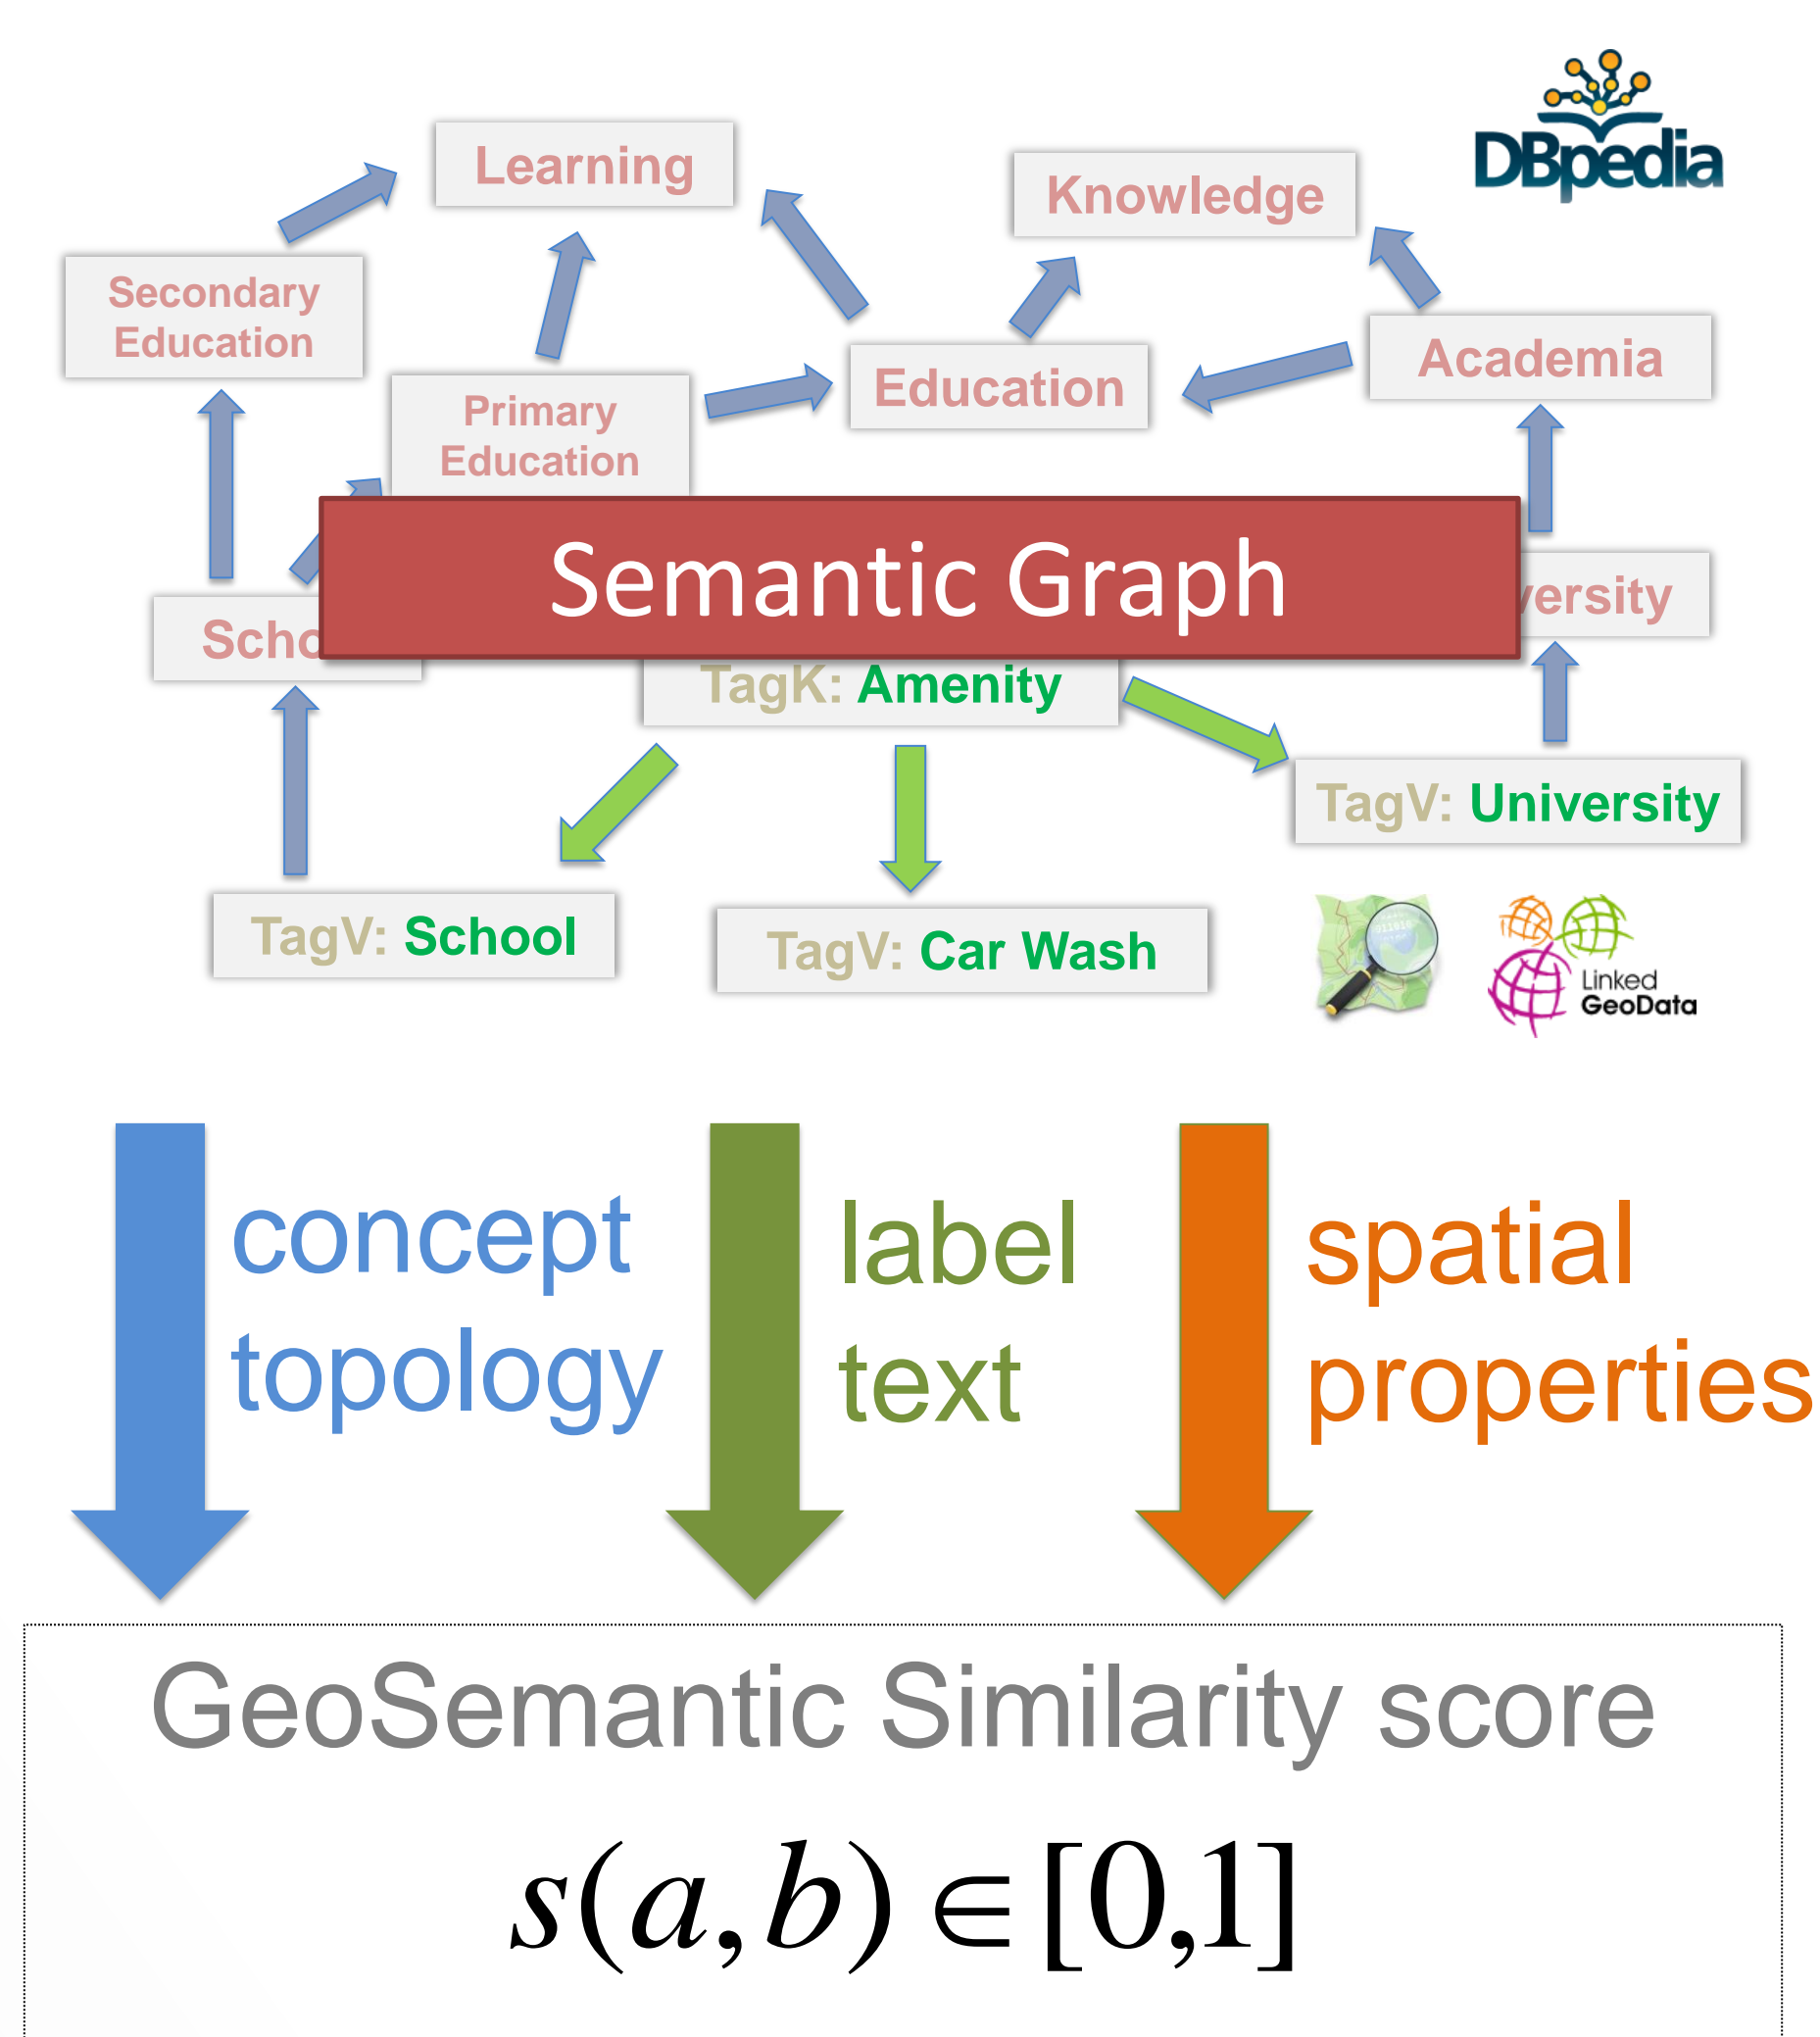 DBpedia
Learning
Knowledge
Secondary
Education
Academia
Education
Primary
Education
Semantic Graph
TagK: Amenity
TagV: University
TagV: School
TagV: Car Wash
Linked
GeoData
concept
topology
label
text
spatial
properties
GeoSemantic Similarity score
s(a,b) ∈ [0,1]